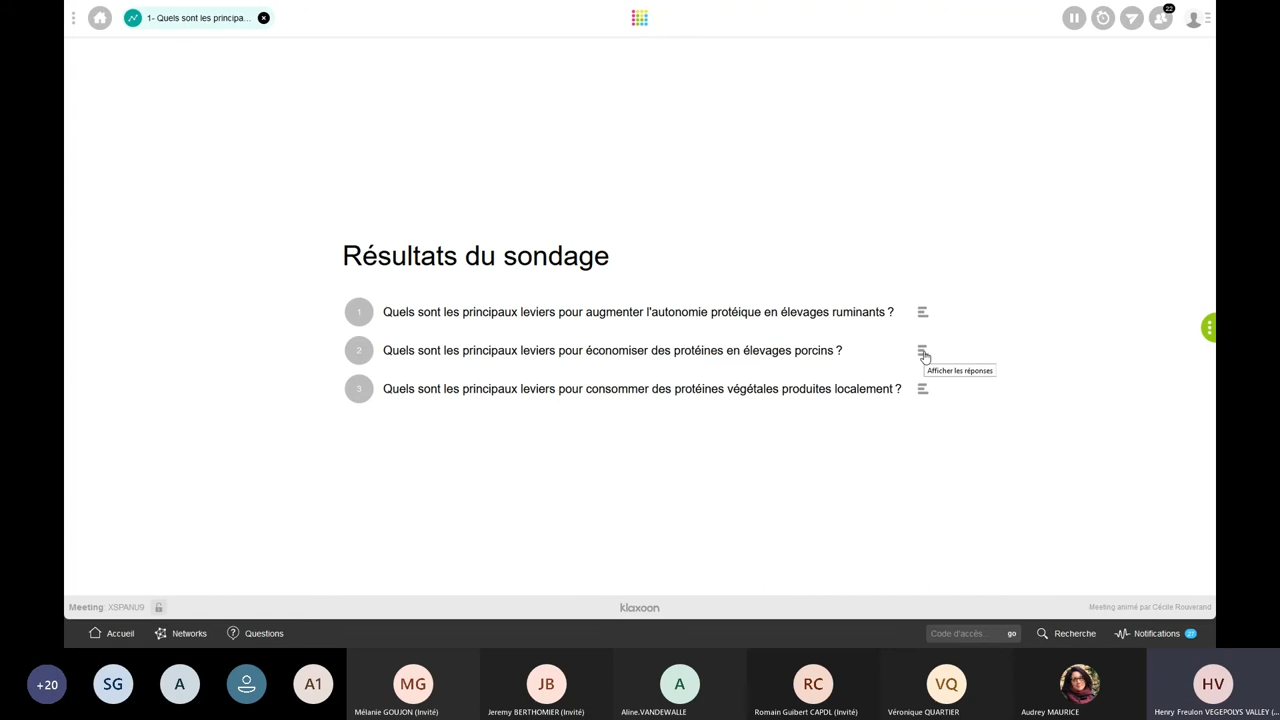 1- Quels sont les principa...
22
Résultats du sondage
1 Quels sont les principaux leviers pour augmenter l'autonomie protéique en élevages ruminants ?
2 Quels sont les principaux leviers pour économiser des protéines en élevages porcins ?
Afficher les réponses
3 Quels sont les principaux leviers pour consommer des protéines végétales produites localement ?
Meeting: XSPANU9
klaxoon
Meeting animé par Cécile Rouverand
Accueil
Networks
Questions
Code d'accès...
go
Recherche
Notifications 27
+20
SG
A
A1
MG
JB
A
RC
VQ
HV
Mélanie GOUJON (Invité)
Jeremy BERTHOMIER (Invité)
Aline.VANDEWALLE
Romain Guibert CAPDL (Invité)
Véronique QUARTIER
Audrey MAURICE
Henry Freulon VEGEPOLYS VALLEY (...